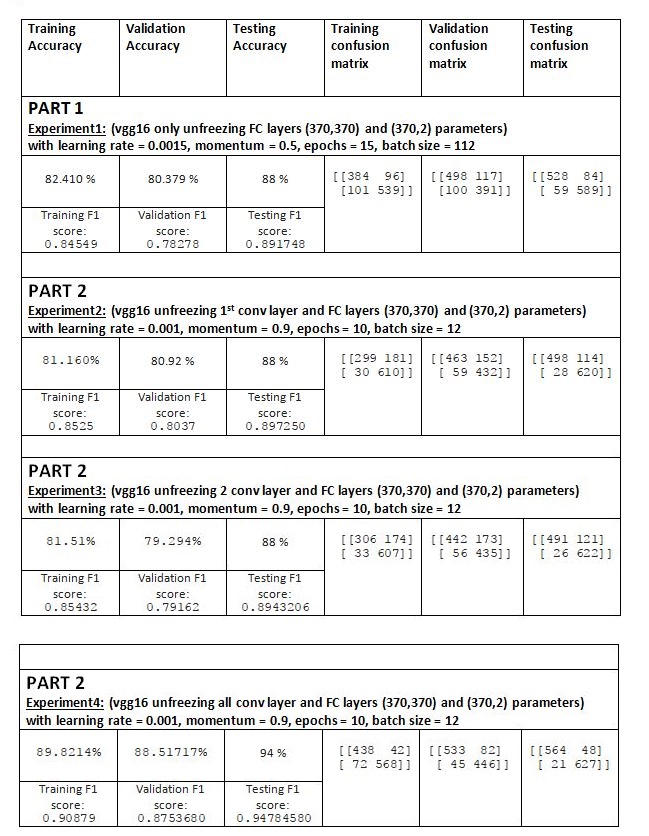 Training Accuracy Validation Accuracy Testing Accuracy Training confusion matrix Validation confusion matrix Testing confusion matrix
PART 1
Experiment1: (vgg16 only unfreezing FC layers (370,370) and (370,2) parameters)
with learning rate = 0.0015, momentum = 0.5, epochs = 15, batch size = 112
82.410 % 80.379 % 88 % [[384 96] [[498 117] [[528 84]
[101 539]] [100 391]] [ 59 589]]
Training F1 Validation F1 Testing F1
score: score: score:
0.84549 0.78278 0.891748
PART 2
Experiment2: (vgg16 unfreezing 1st conv layer and FC layers (370,370) and (370,2) parameters)
with learning rate = 0.001, momentum = 0.9, epochs = 10, batch size = 12
81.160% 80.92 % 88 % [[299 181] [[463 152] [[498 114]
[ 30 610]] [ 59 432]] [ 28 620]]
Training F1 Validation F1 Testing F1
score: score: score:
0.8525 0.8037 0.897250
PART 2
Experiment3: (vgg16 unfreezing 2 conv layer and FC layers (370,370) and (370,2) parameters)
with learning rate = 0.001, momentum = 0.9, epochs = 10, batch size = 12
81.51% 79.294% 88 % [[306 174] [[442 173] [[491 121]
[ 33 607]] [ 56 435]] [ 26 622]]
Training F1 Validation F1 Testing F1
score: score: score:
0.85432 0.79162 0.8943206
PART 2
Experiment4: (vgg16 unfreezing all conv layer and FC layers (370,370) and (370,2) parameters)
with learning rate = 0.001, momentum = 0.9, epochs = 10, batch size = 12
89.8214% 88.51717% 94 % [[438 42] [[533 82] [[564 48]
[ 72 568]] [ 45 446]] [ 21 627]]
Training F1 Validation F1 Testing F1
score: score: score:
0.90879 0.8753680 0.94784580